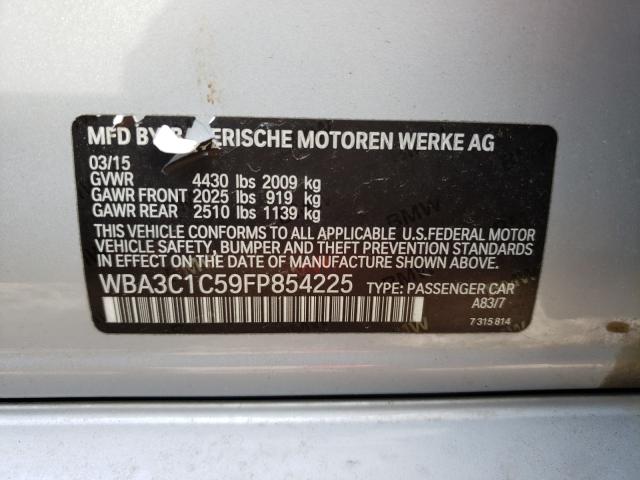 MFD BY BAYERISCHE MOTOREN WERKE AG
03/15
GVWR 4430 lbs 2009 kg
GAWR FRONT 2025 lbs 919 kg
GAWR REAR 2510 lbs 1139 kg
THIS VEHICLE CONFORMS TO ALL APPLICABLE U.S.FEDERAL MOTOR
VEHICLE SAFETY, BUMPER AND THEFT PREVENTION STANDARDS
IN EFFECT ON THE DATE OF MANUFACTURE SHOWN ABOVE.
WBA3C1C59FP854225 TYPE: PASSENGER CAR
A83/7
7 315 814
BMW